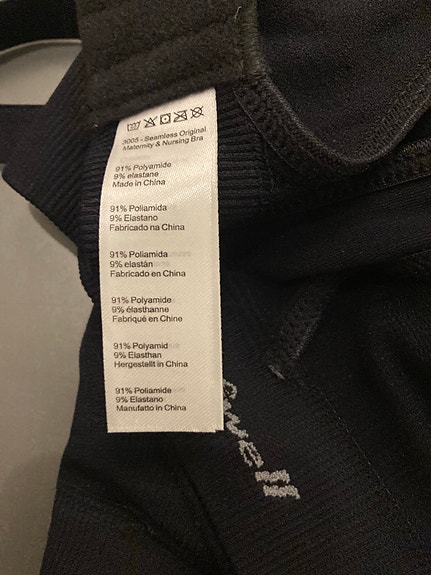 3005 - Seamless Original
Maternity & Nursing Bra
91% Polyamide
9% elastane
Made in China
91% Poliamida
9% Elastano
Fabricado na China
91% Poliamida
9% elastán
Fabricado en China
91% Polyamide
9% élasthanne
Fabriqué en Chine
91% Polyamid
9% Elasthan
Hergestellt in China
91% Poliamide
9% Elastano
Manufatto in China